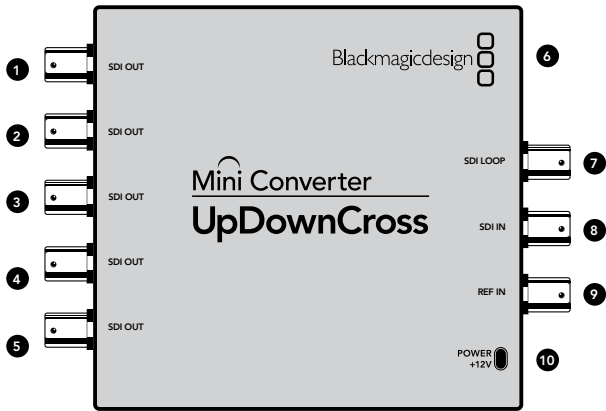 1 SDI OUT
2 SDI OUT
3 SDI OUT
4 SDI OUT
5 SDI OUT
Blackmagicdesign 6
Mini Converter
UpDownCross
SDI LOOP 7
SDI IN 8
REF IN 9
POWER
+12V 10